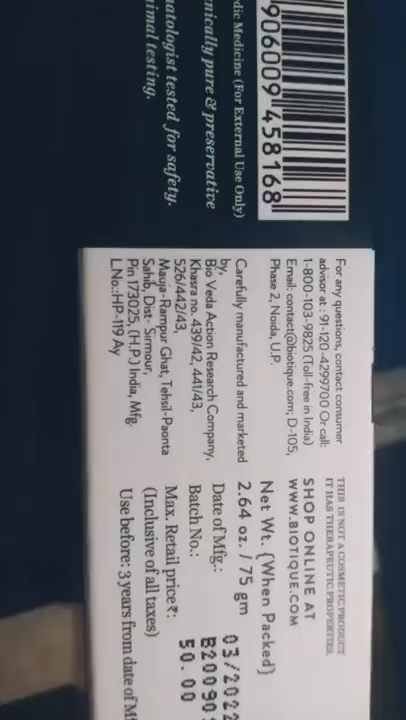 906009 458168
dic Medicine (For External Use Only)
nically pure & preservative
atologist tested for safety.
nimal testing.
For any questions, contact consumer
advisor at : 91-120-4299700 Or call:
1-800-103-9825 (Toll-free in India)
Email: contact@biotique.com; D-105,
Phase 2, Noida, U.P.
Carefully manufactured and marketed
by,
Bio Veda Action Research Company,
Khasra no. 439/42, 441/43,
526/442/43,
Mauja-Rampur Ghat, Tehsil-Paonta
Sahib, Dist- Sirmour,
Pin 173025, (H.P.) India, Mfg.
L.No.:HP-119 Ay
THIS IS NOT A COSMETIC PRODUCT
IT HAS THERAPEUTIC PROPERTIES.
SHOP ONLINE AT
WWW.BIOTIQUE.COM
Net Wt. {When Packed}
2.64 oz. / 75 gm
Date of Mfg.: 03/2022
Batch No.: B20090
Max. Retail price ₹: 50.00
(Inclusive of all taxes)
Use before: 3 years from date of M